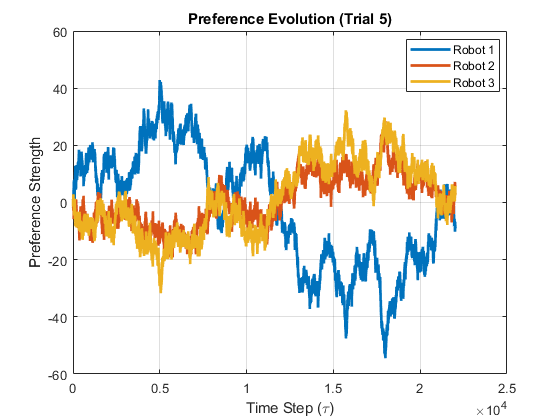 Preference Evolution (Trial 5)
Robot 1
Robot 2
Robot 3
Preference Strength
60
40
20
0
-20
-40
-60
0 0.5 1 1.5 2 2.5
Time Step (τ)
×10⁴